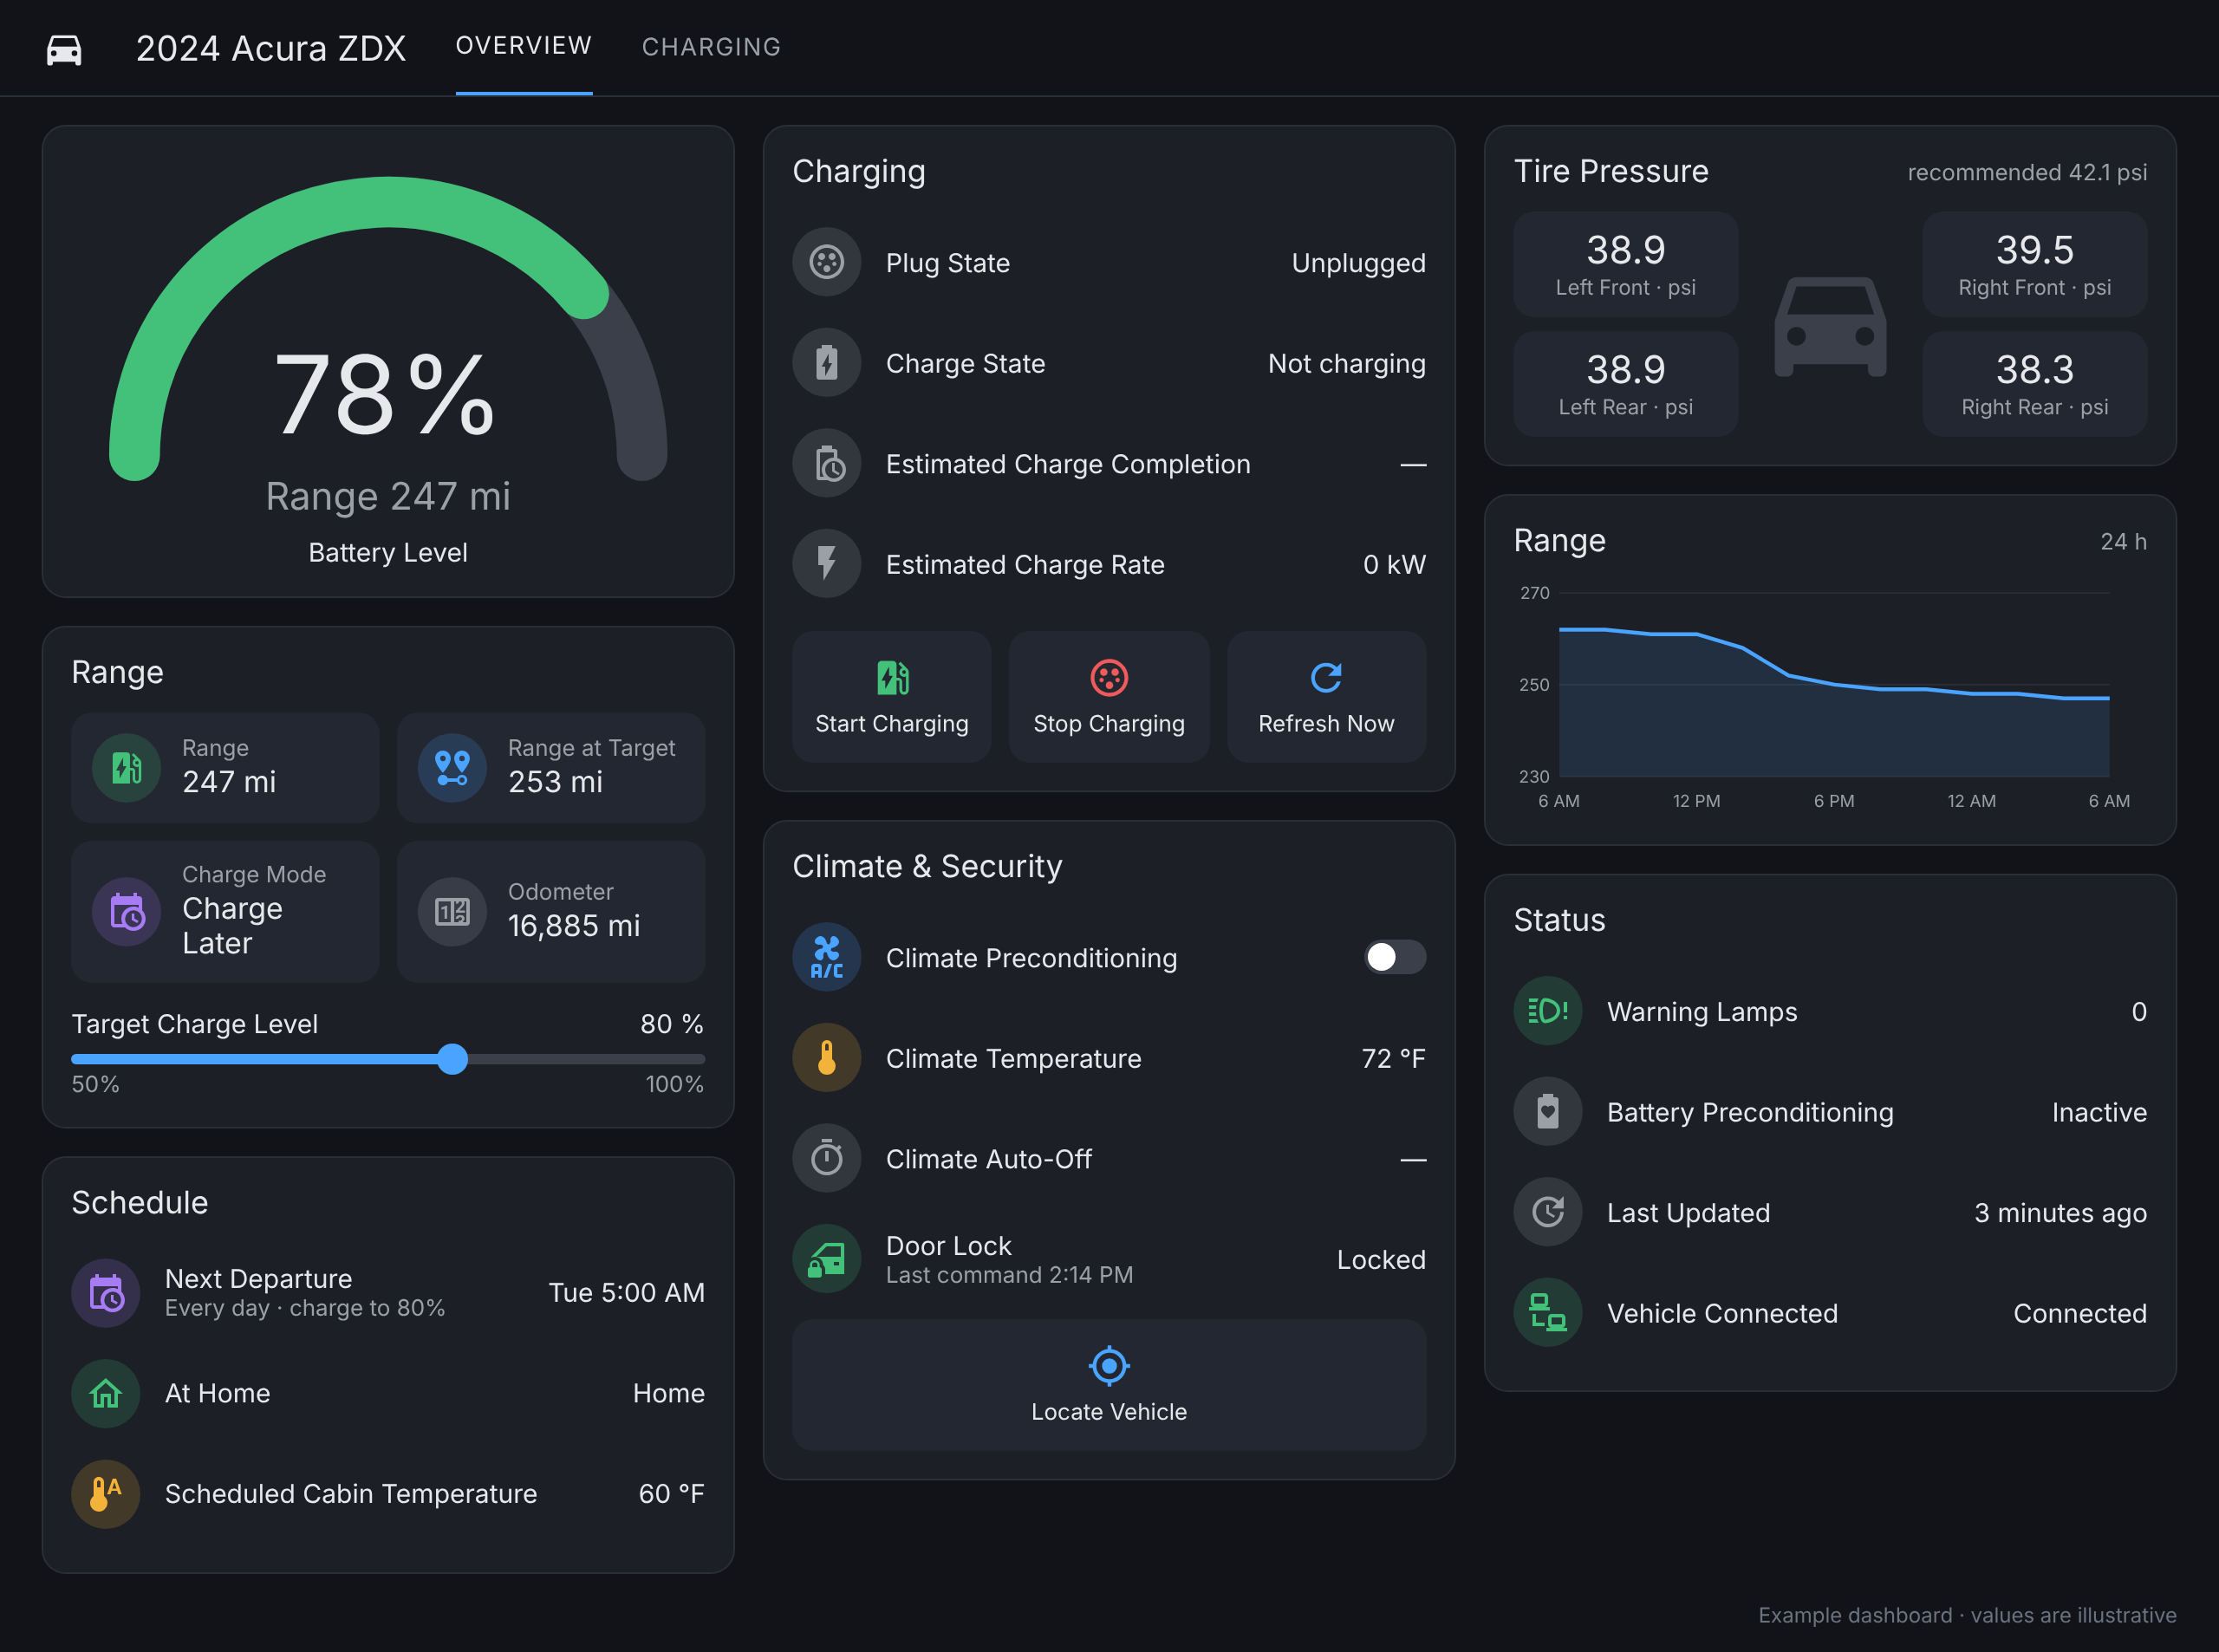 2024 Acura ZDX
OVERVIEW
CHARGING
78%
Range 247 mi
Battery Level
Range
Range
247 mi
Range at Target
253 mi
Charge Mode
Charge
Later
Odometer
16,885 mi
Target Charge Level
80 %
50%
100%
Schedule
Next Departure
Every day · charge to 80%
Tue 5:00 AM
At Home
Home
A
Scheduled Cabin Temperature
60 °F
Charging
Plug State
Unplugged
Charge State
Not charging
Estimated Charge Completion
—
Estimated Charge Rate
0 kW
Start Charging
Stop Charging
Refresh Now
Climate & Security
A/C
Climate Preconditioning
Climate Temperature
72 °F
Climate Auto-Off
—
Door Lock
Last command 2:14 PM
Locked
Locate Vehicle
Tire Pressure
recommended 42.1 psi
38.9
Left Front · psi
39.5
Right Front · psi
38.9
Left Rear · psi
38.3
Right Rear · psi
Range
24 h
270
250
230
6 AM
12 PM
6 PM
12 AM
6 AM
Status
Warning Lamps
0
Battery Preconditioning
Inactive
Last Updated
3 minutes ago
Vehicle Connected
Connected
Example dashboard · values are illustrative